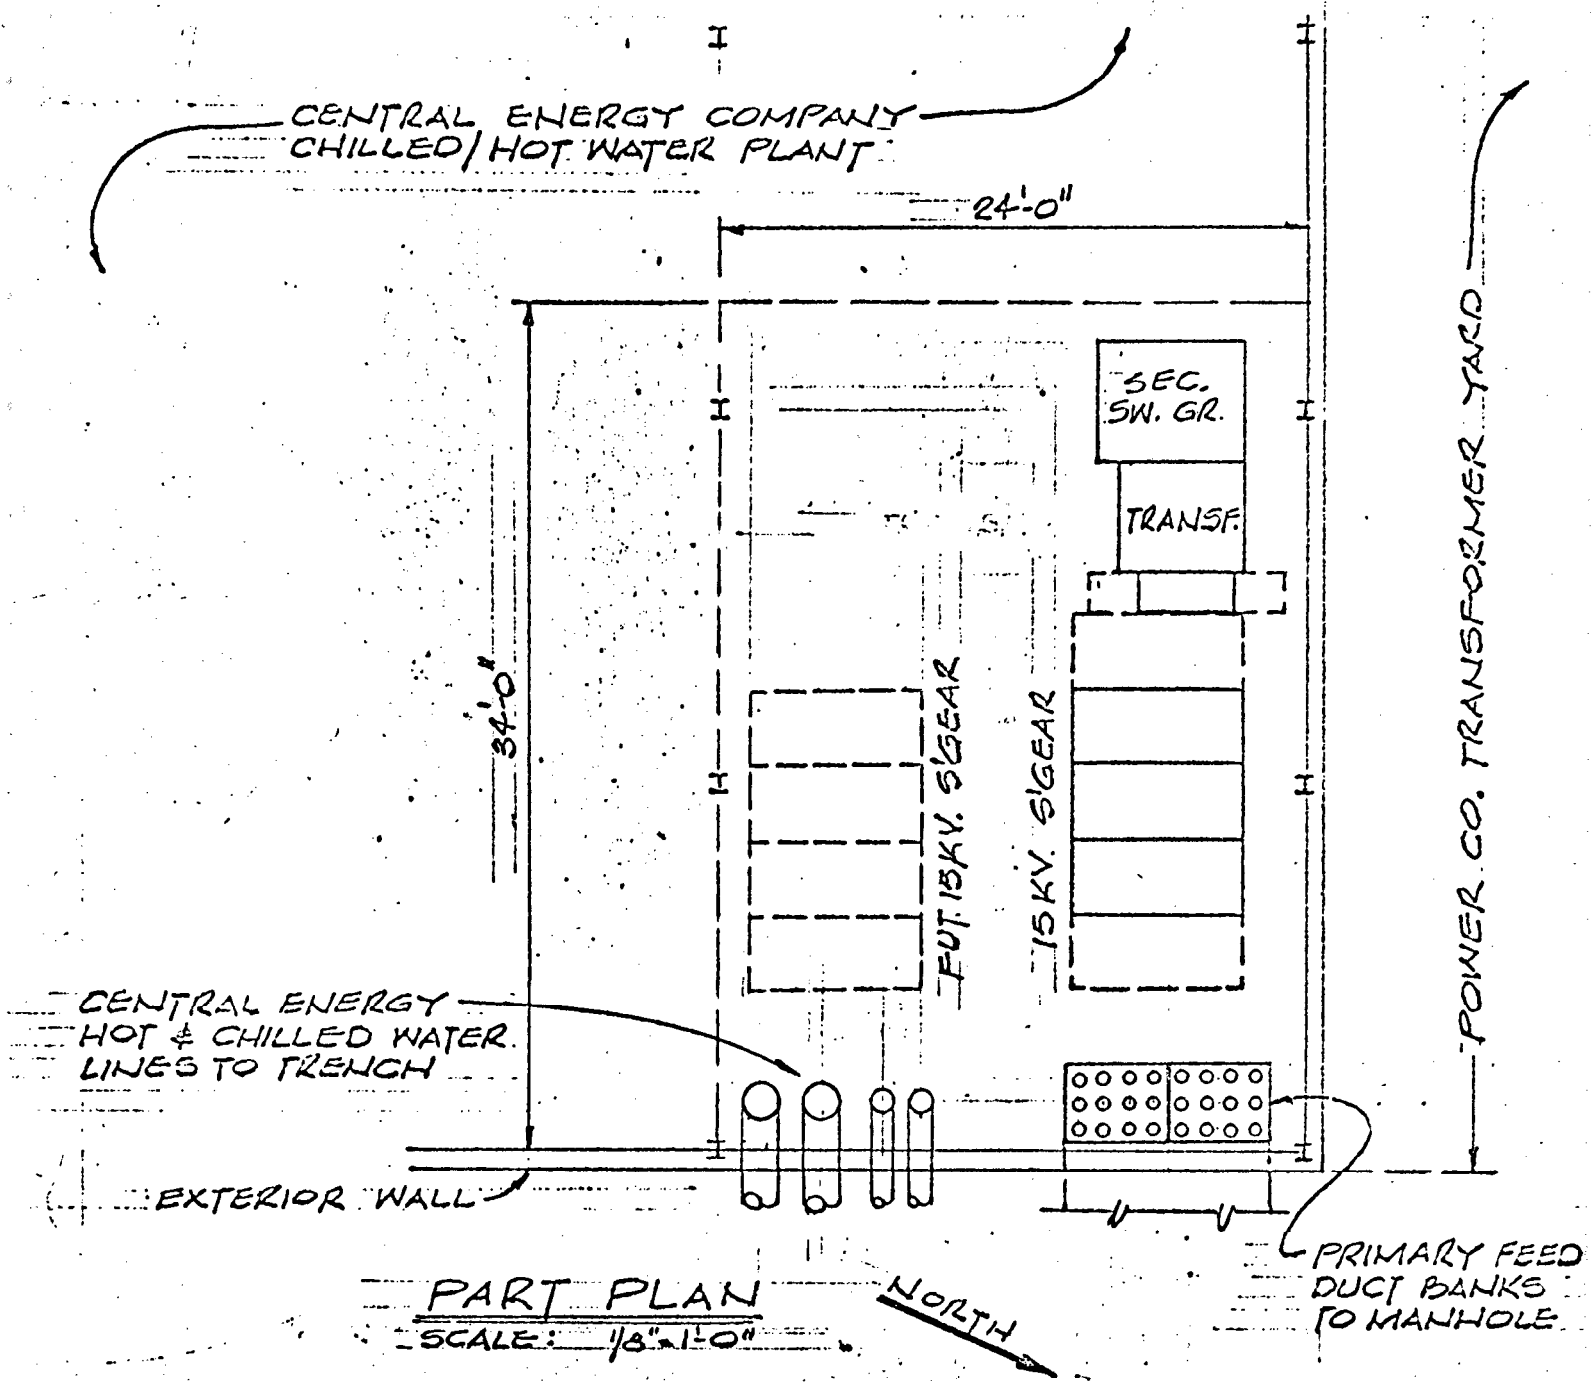 CENTRAL ENERGY COMPANY
CHILLED/HOT WATER PLANT
24'-0"
SEC.
SW. GR.
TRANSF.
POWER CO. TRANSFORMER YARD
34'-0"
FUT. 15KV. S'GEAR
15KV. S'GEAR
CENTRAL ENERGY
HOT & CHILLED WATER
LINES TO TRENCH
EXTERIOR WALL
PRIMARY FEED
DUCT BANKS
TO MANHOLE
PART PLAN
SCALE: 1/8"=1'-0"
NORTH